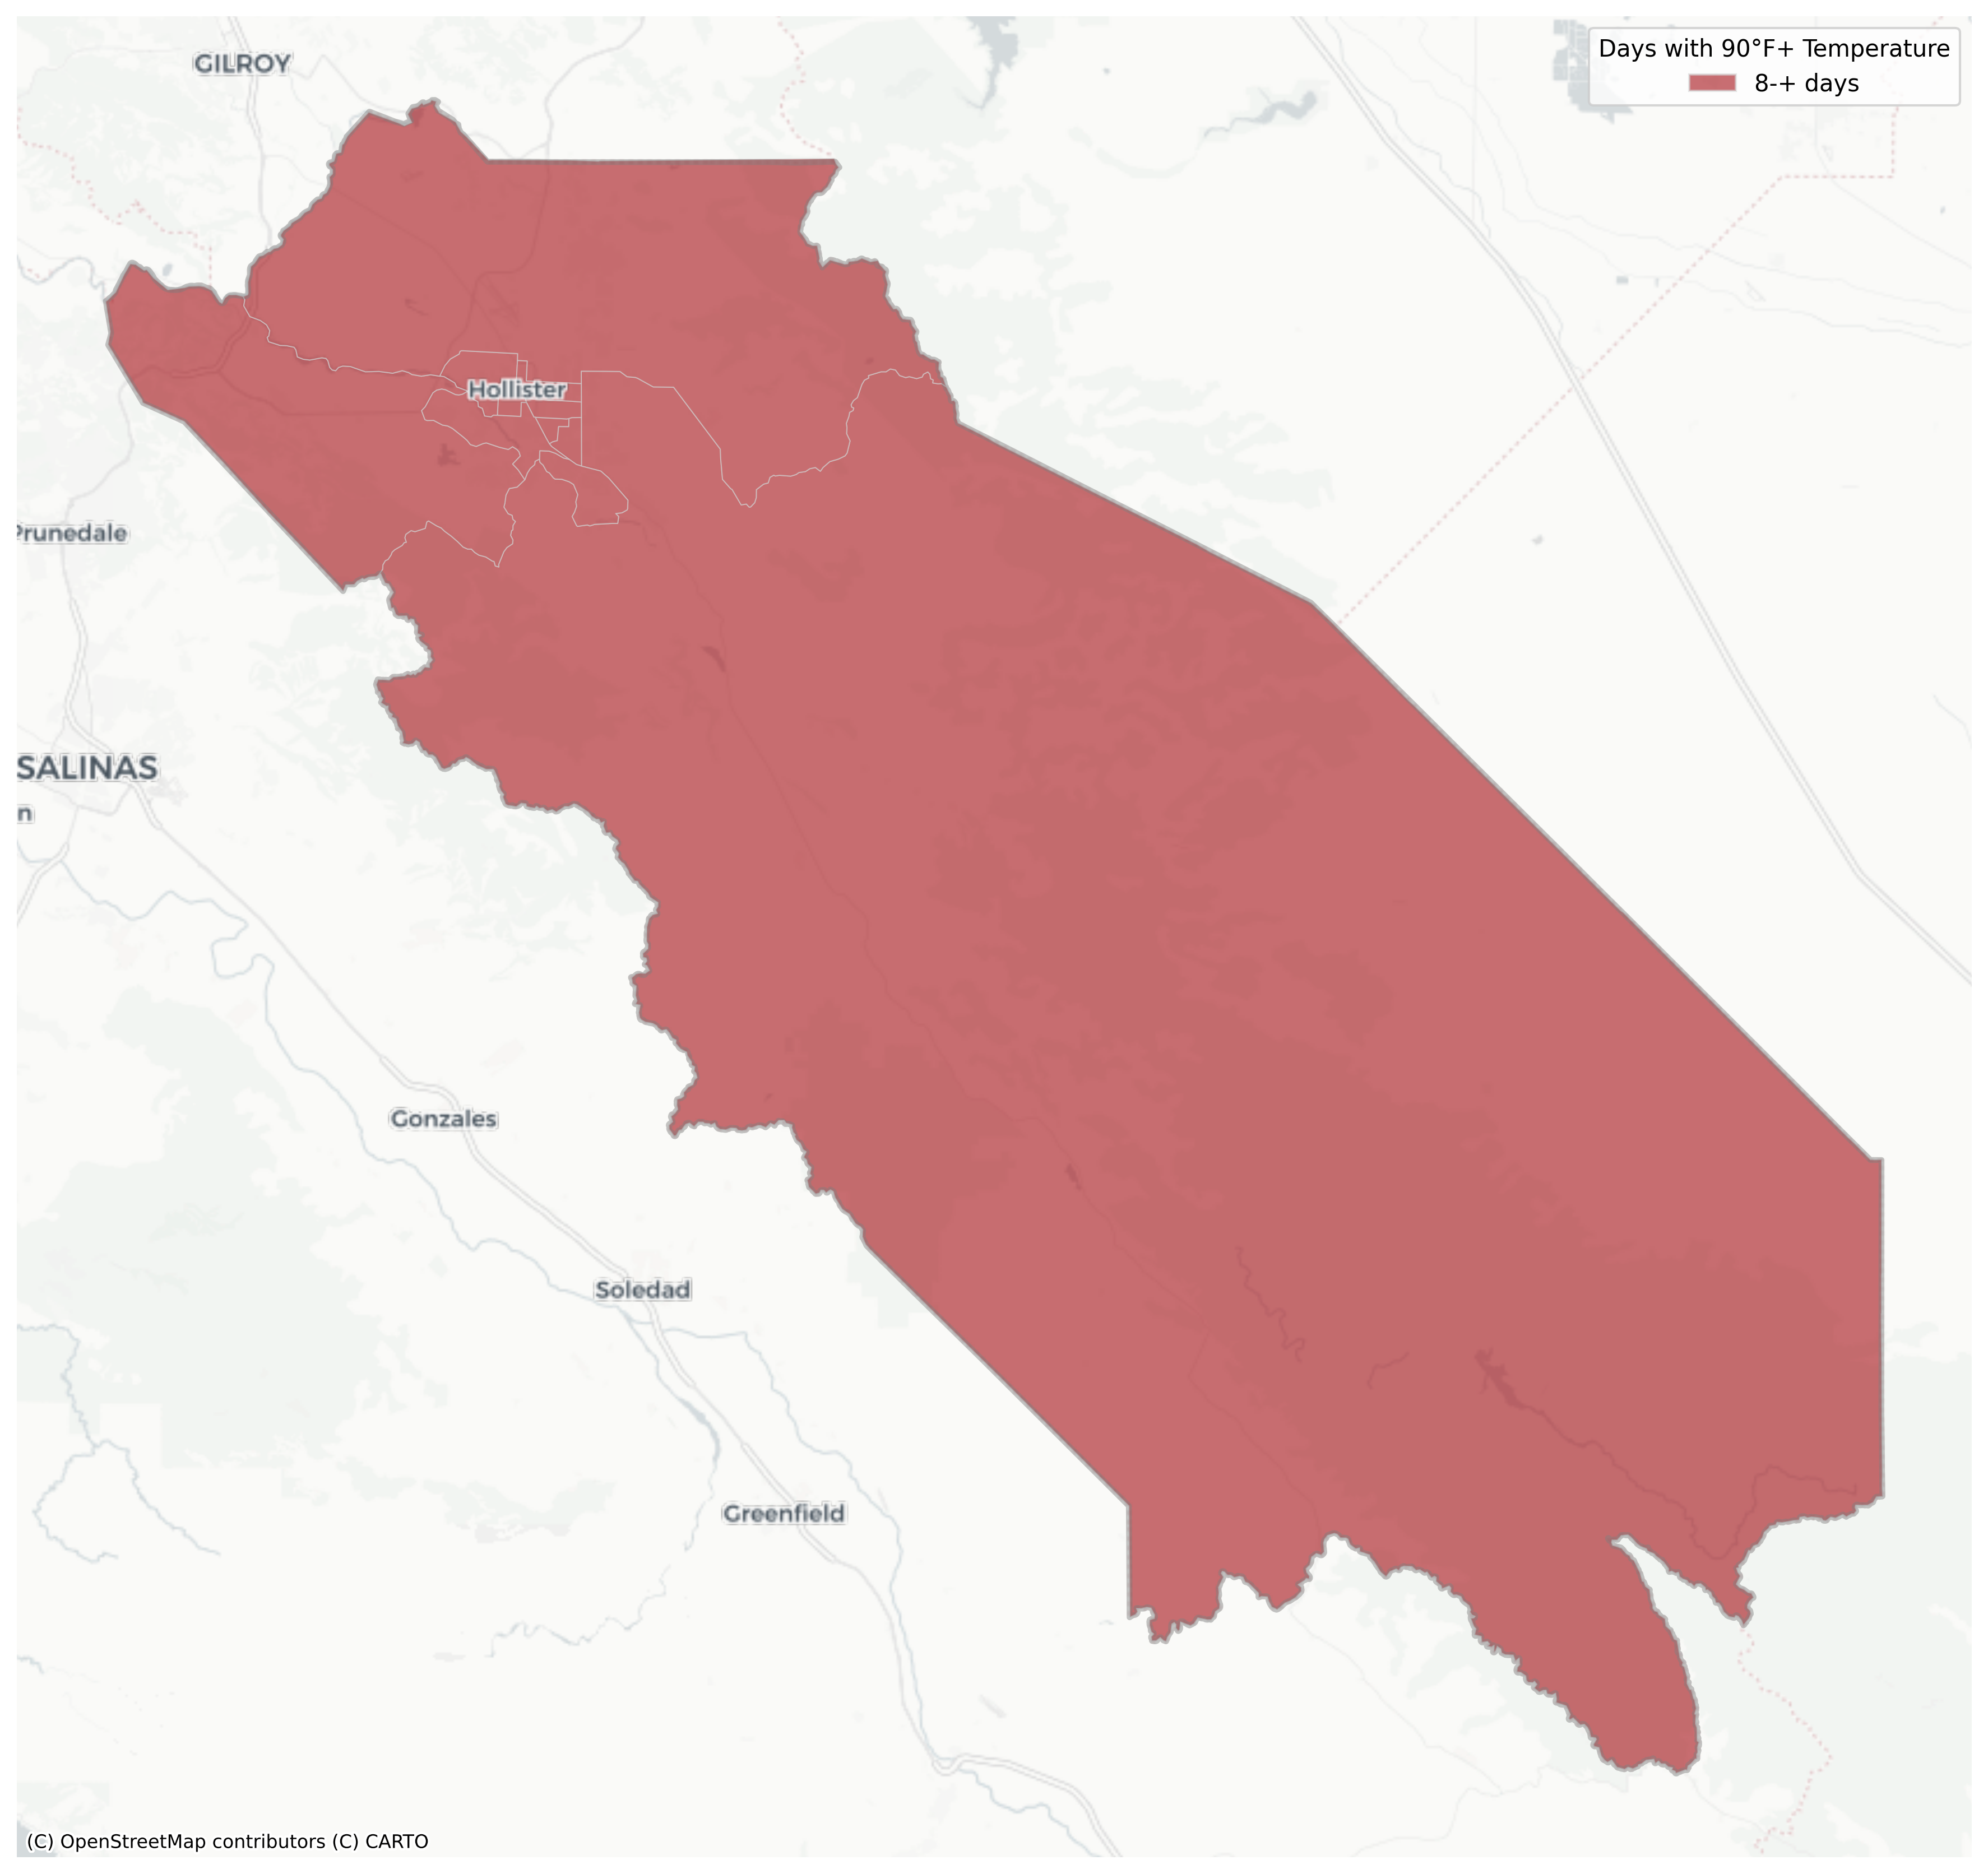 GILROY
Days with 90°F+ Temperature
8-+ days
Hollister
Prunedale
SALINAS
n
Gonzales
Soledad
Greenfield
(C) OpenStreetMap contributors (C) CARTO